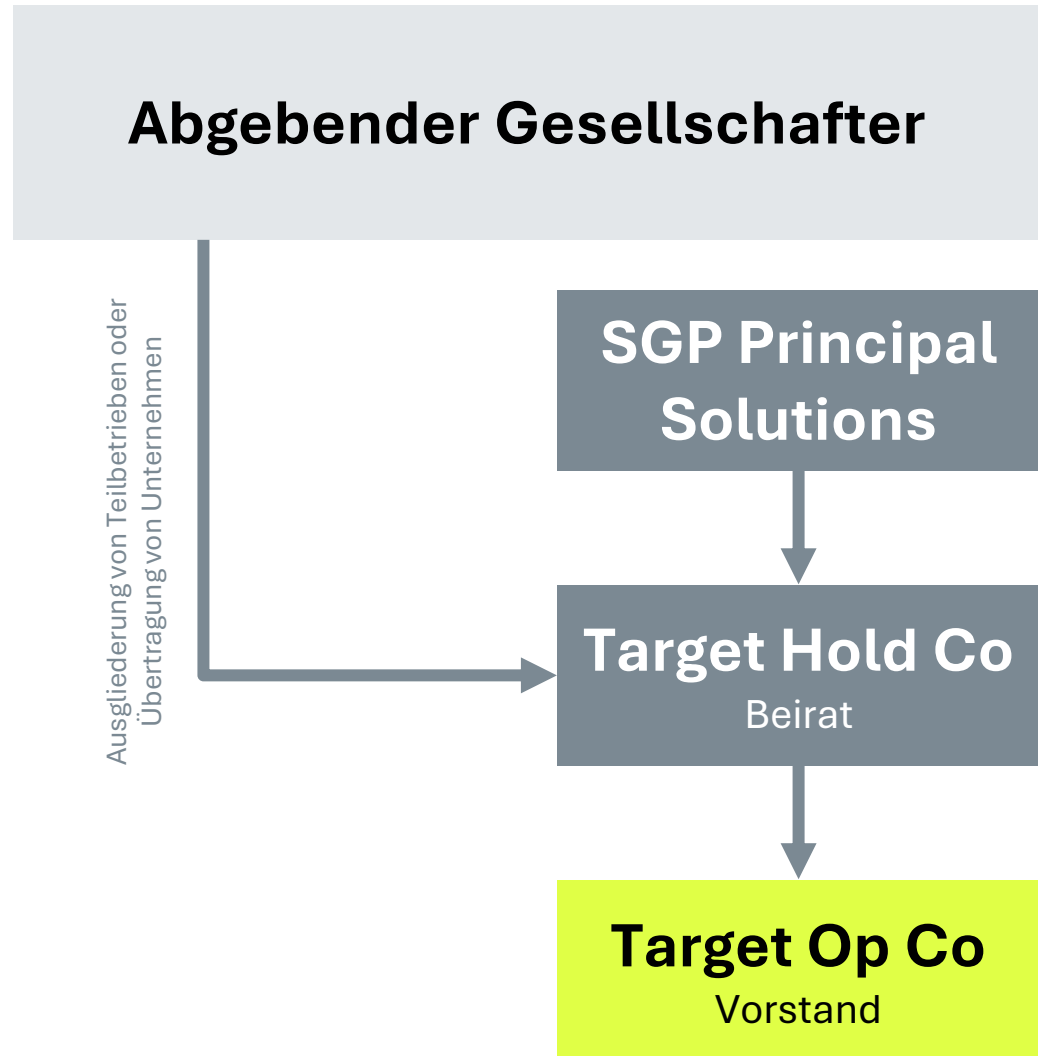 Abgebender Gesellschafter
Ausgliederung von Teilbetrieben oder
Übertragung von Unternehmen
SGP Principal
Solutions
Target Hold Co
Beirat
Target Op Co
Vorstand